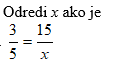 Odredi x ako je
3/5 = 15/x